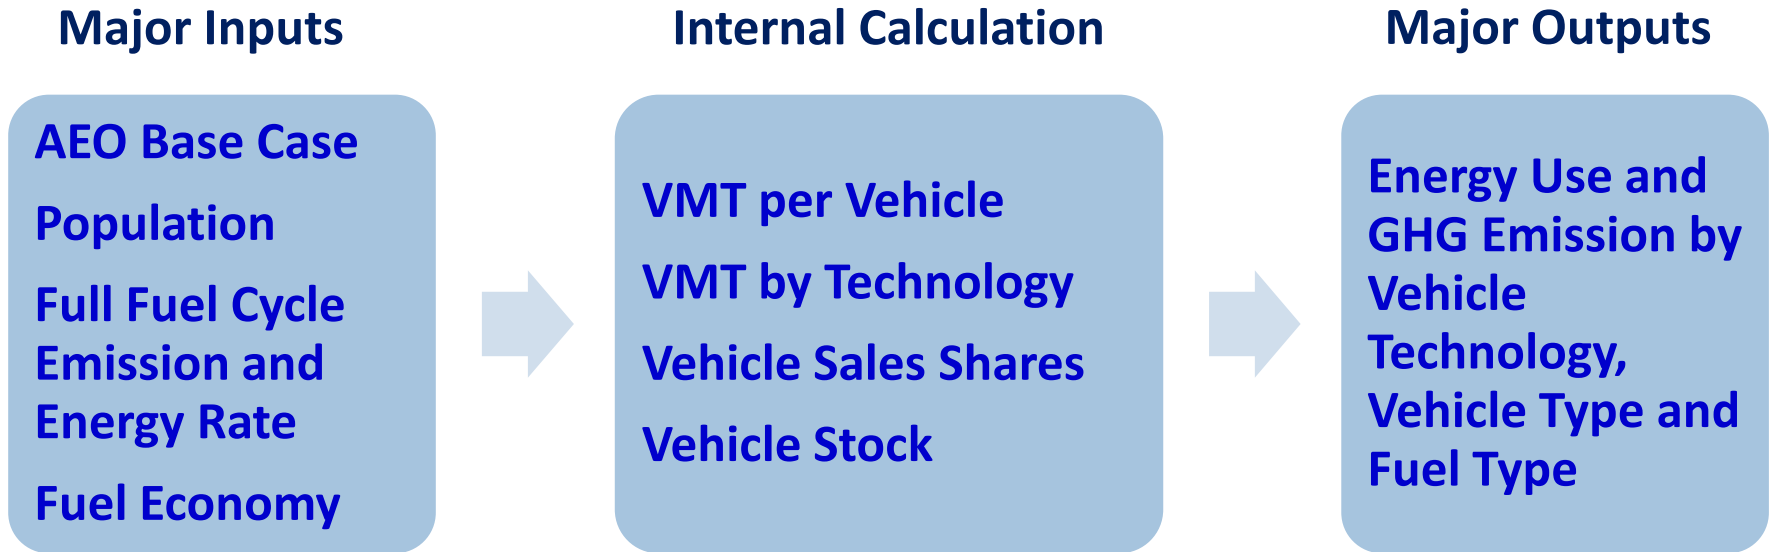 Major Inputs
Internal Calculation
Major Outputs
AEO Base Case
Population
Full Fuel Cycle
Emission and
Energy Rate
Fuel Economy
VMT per Vehicle
VMT by Technology
Vehicle Sales Shares
Vehicle Stock
Energy Use and
GHG Emission by
Vehicle
Technology,
Vehicle Type and
Fuel Type